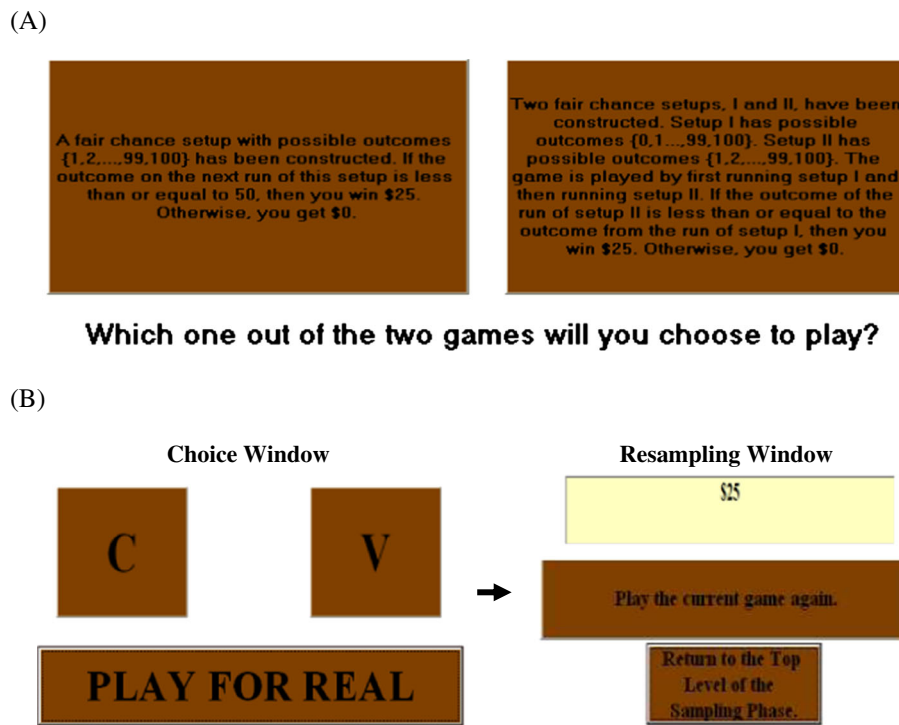 (A)
A fair chance setup with possible outcomes
{1,2,...,99,100} has been constructed. If the
outcome on the next run of this setup is less
than or equal to 50, then you win $25.
Otherwise, you get $0.
Two fair chance setups, I and II, have been
constructed. Setup I has possible
outcomes {0,1...,99,100}. Setup II has
possible outcomes {1,2,...,99,100}. The
game is played by first running setup I and
then running setup II. If the outcome of the
run of setup II is less than or equal to the
outcome from the run of setup I, then you
win $25. Otherwise, you get $0.
Which one out of the two games will you choose to play?
(B)
Choice Window
C
V
PLAY FOR REAL
Resampling Window
$25
Play the current game again.
Return to the Top
Level of the
Sampling Phase.